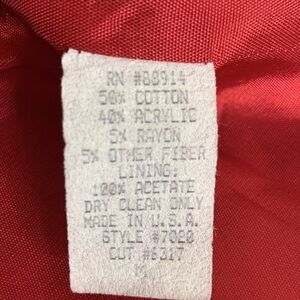 RN #80914
50% COTTON
40% ACRYLIC
5% RAYON
5% OTHER FIBER
LINING:
100% ACETATE
DRY CLEAN ONLY
MADE IN U.S.A.
STYLE #7020
CUT #6317
M